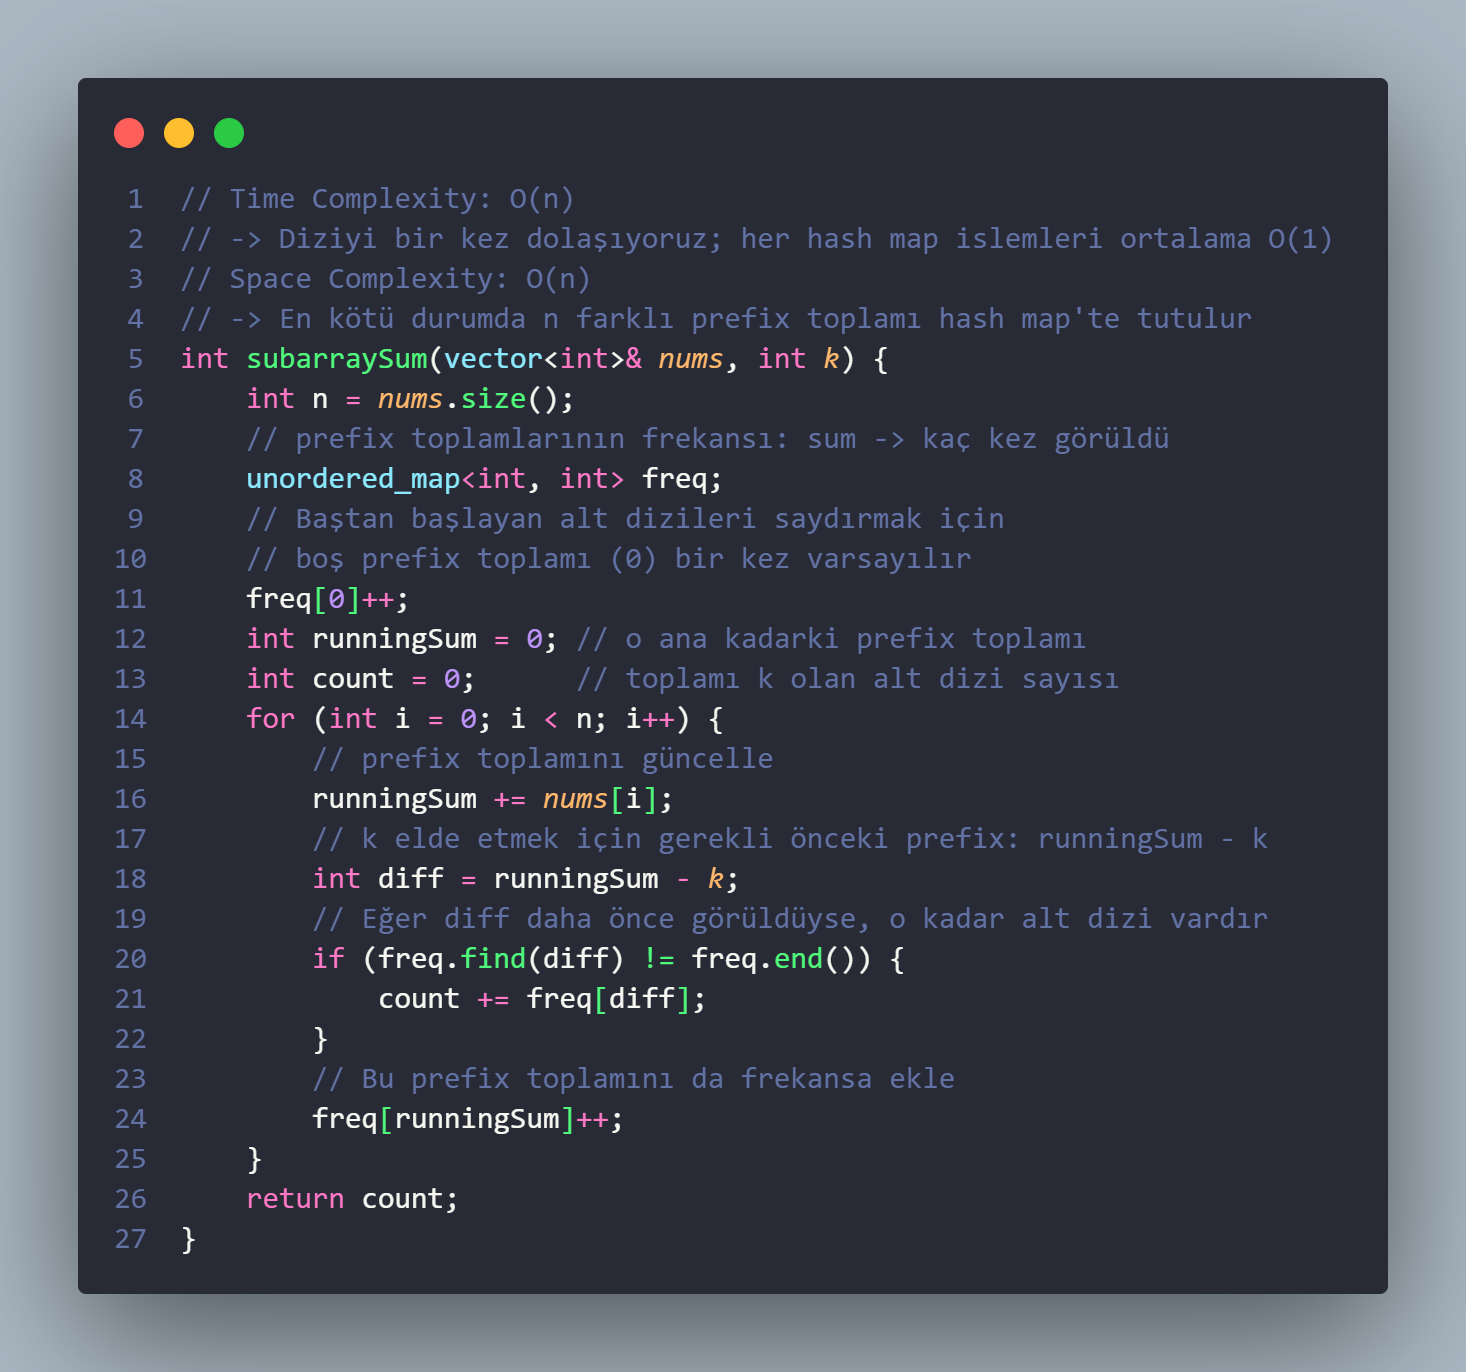 1 // Time Complexity: O(n)
2 // -> Diziyi bir kez dolaşıyoruz; her hash map islemleri ortalama O(1)
3 // Space Complexity: O(n)
4 // -> En kötü durumda n farklı prefix toplamı hash map'te tutulur
5 int subarraySum(vector<int>& nums, int k) {
6     int n = nums.size();
7     // prefix toplamlarının frekansı: sum -> kaç kez görüldü
8     unordered_map<int, int> freq;
9     // Baştan başlayan alt dizileri saydırmak için
10     // boş prefix toplamı (0) bir kez varsayılır
11     freq[0]++;
12     int runningSum = 0; // o ana kadarki prefix toplamı
13     int count = 0;      // toplamı k olan alt dizi sayısı
14     for (int i = 0; i < n; i++) {
15         // prefix toplamını güncelle
16         runningSum += nums[i];
17         // k elde etmek için gerekli önceki prefix: runningSum - k
18         int diff = runningSum - k;
19         // Eğer diff daha önce görüldüyse, o kadar alt dizi vardır
20         if (freq.find(diff) != freq.end()) {
21             count += freq[diff];
22         }
23         // Bu prefix toplamını da frekansa ekle
24         freq[runningSum]++;
25     }
26     return count;
27 }